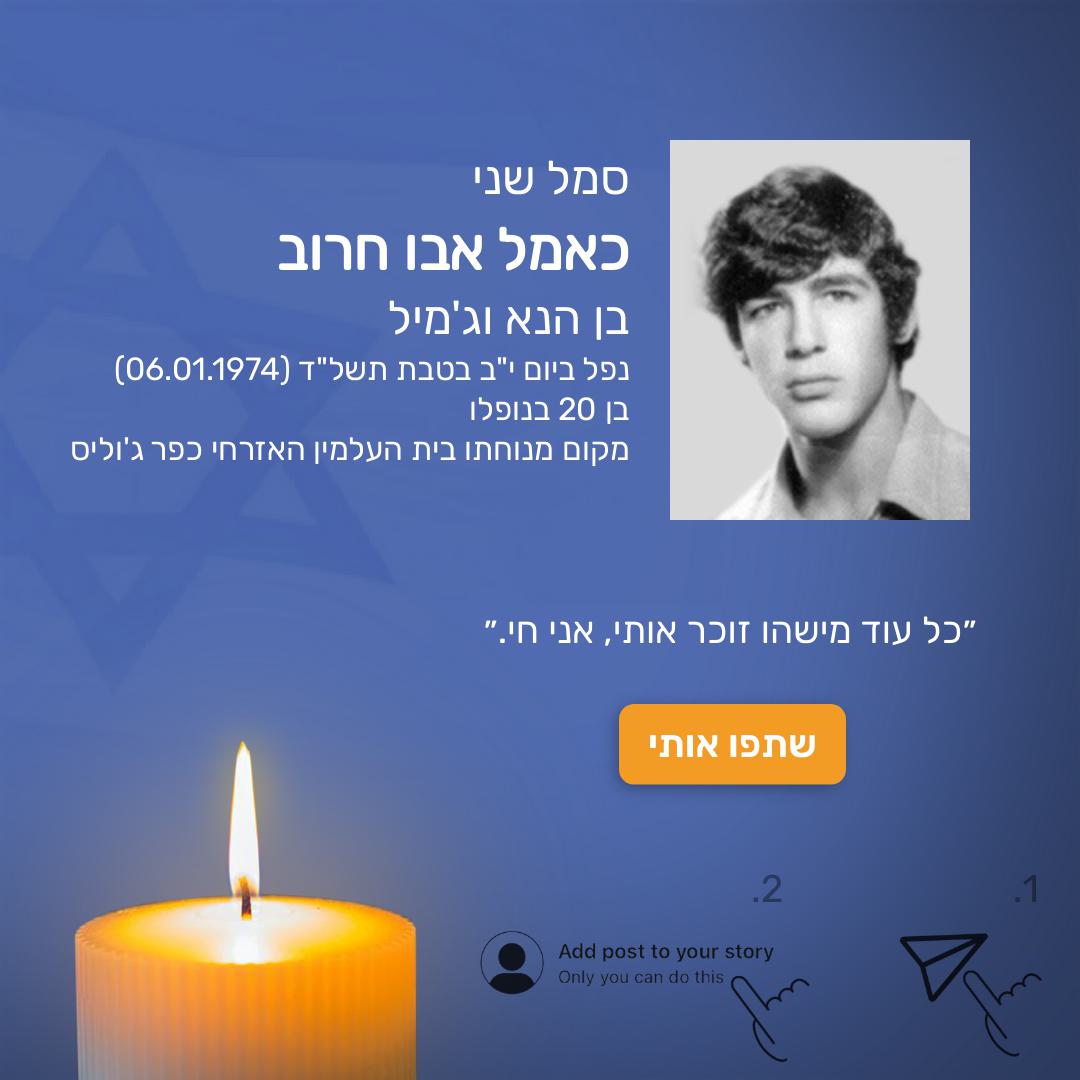 סמל שני
כאמל אבו חרוב
בן הנא וג'מיל
נפל ביום י"ב בטבת תשל"ד (06.01.1974)
בן 20 בנופלו
מקום מנוחתו בית העלמין האזרחי כפר ג'וליס
״כל עוד מישהו זוכר אותי, אני חי.״
שתפו אותי
.1
.2
Add post to your story
Only you can do this